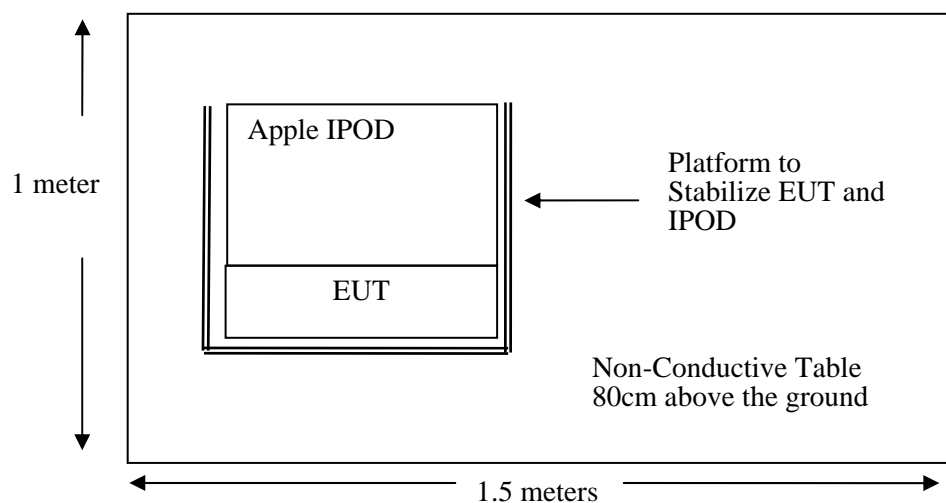 Apple IPOD
1 meter
Platform to
Stabilize EUT and
IPOD
EUT
Non-Conductive Table
80cm above the ground
1.5 meters